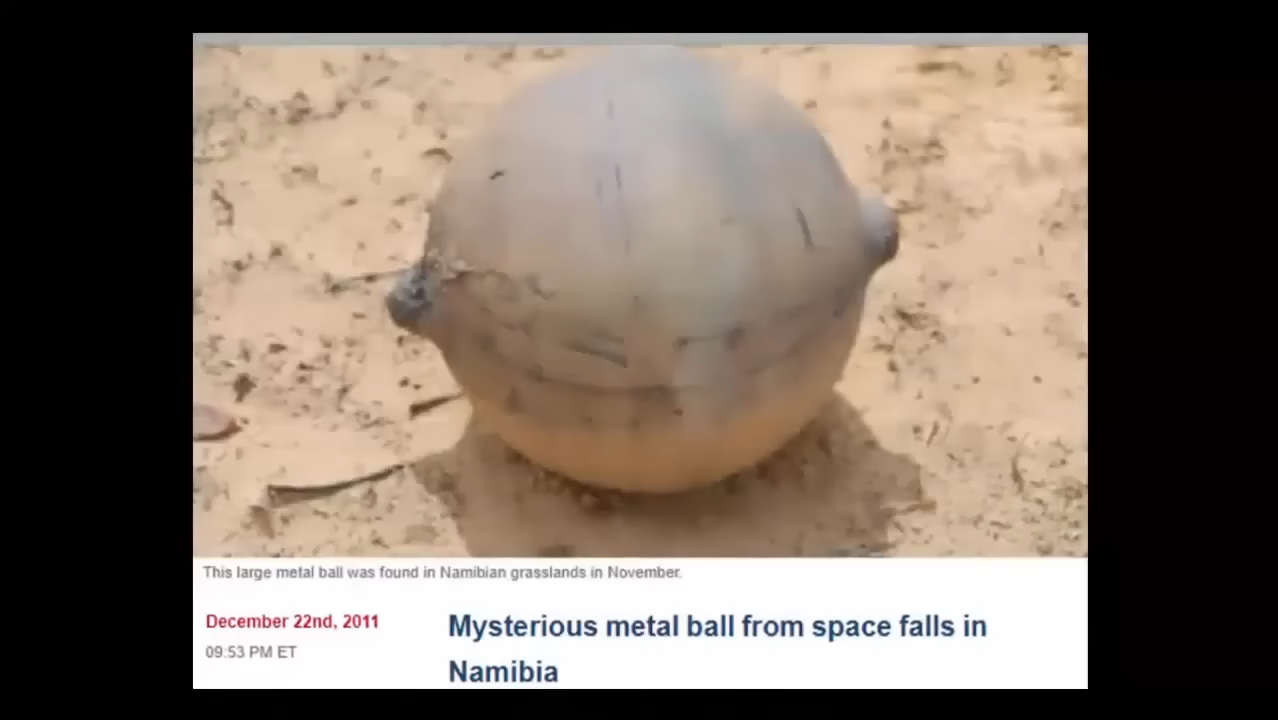 This large metal ball was found in Namibian grasslands in November.
December 22nd, 2011
09:53 PM ET
Mysterious metal ball from space falls in
Namibia